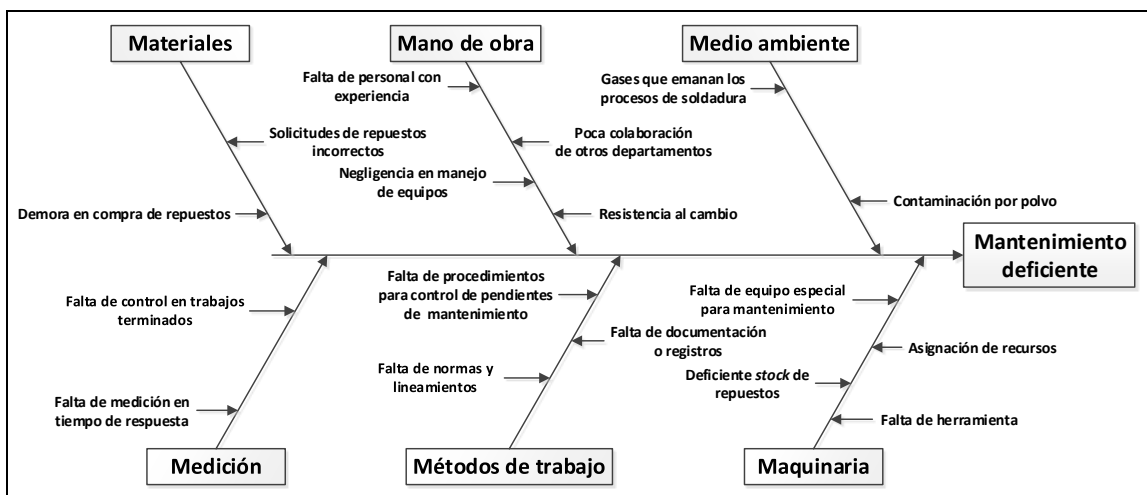 Materiales
Mano de obra
Medio ambiente
Falta de personal con
experiencia
Gases que emanan los
procesos de soldadura
Solicitudes de repuestos
incorrectos
Poca colaboración
de otros departamentos
Negligencia en manejo
de equipos
Demora en compra de repuestos
Resistencia al cambio
Contaminación por polvo
Mantenimiento
deficiente
Falta de control en trabajos
terminados
Falta de procedimientos
para control de pendientes
de mantenimiento
Falta de equipo especial
para mantenimiento
Falta de documentación
o registros
Asignación de recursos
Falta de normas y
lineamientos
Deficiente stock de
repuestos
Falta de medición en
tiempo de respuesta
Falta de herramienta
Medición
Métodos de trabajo
Maquinaria